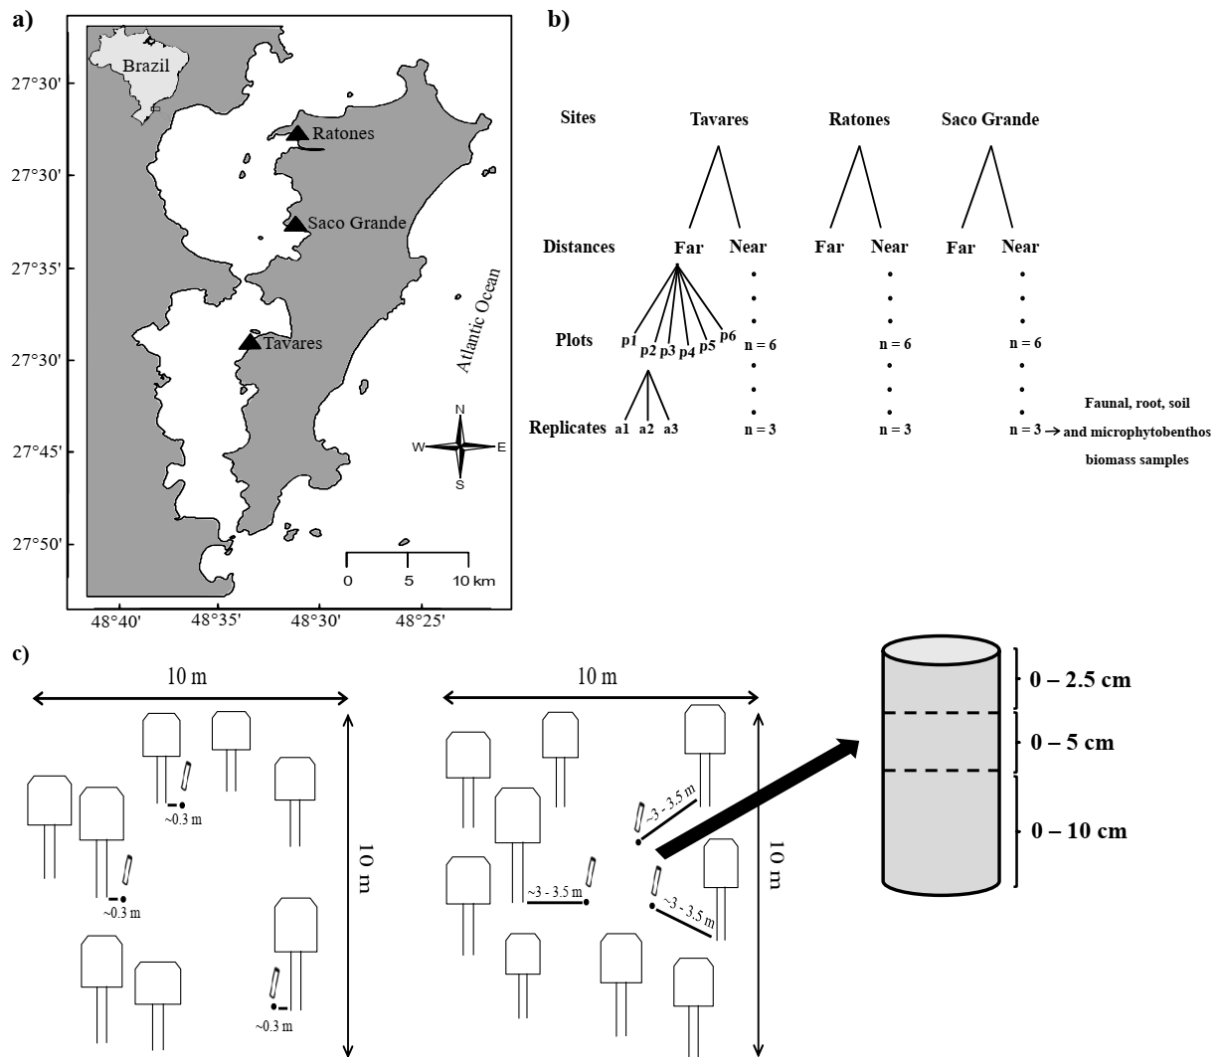 a)
Brazil
27°30'
27°30'
27°35'
27°30'
27°45'
27°50'
48°40'
48°35'
48°30'
48°25'
Ratones
Saco Grande
Tavares
Atlantic Ocean
N
W
E
S
0
5
10 km
b)
Sites
Tavares
Ratones
Saco Grande
Distances
Far
Near
Far
Near
Far
Near
Plots
p1
p2
p3
p4
p5
p6
n = 6
n = 6
n = 6
Replicates
a1
a2
a3
n = 3
n = 3
n = 3
Faunal, root, soil
and microphytobenthos
biomass samples
c)
10 m
10 m
~0.3 m
~0.3 m
~0.3 m
10 m
10 m
~3 - 3.5 m
~3 - 3.5 m
~3 - 3.5 m
0 – 2.5 cm
0 – 5 cm
0 – 10 cm